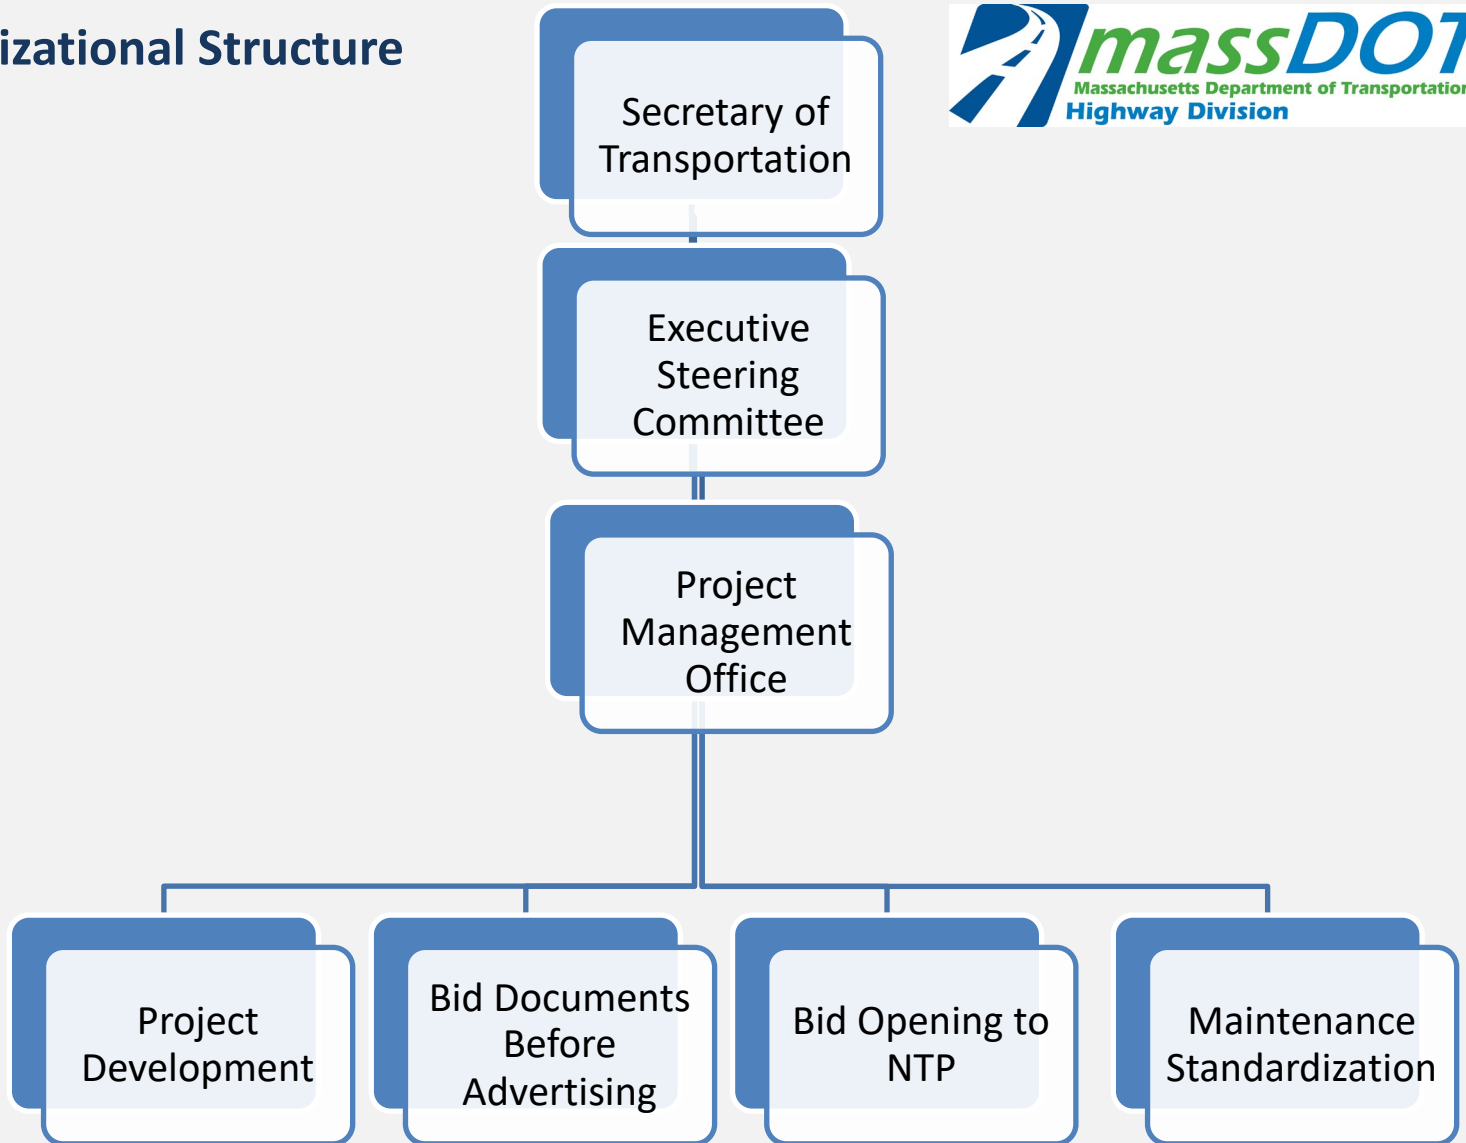 izational Structure
massDOT
Massachusetts Department of Transportation
Highway Division
Secretary of
Transportation
Executive
Steering
Committee
Project
Management
Office
Project
Development
Bid Documents
Before
Advertising
Bid Opening to
NTP
Maintenance
Standardization